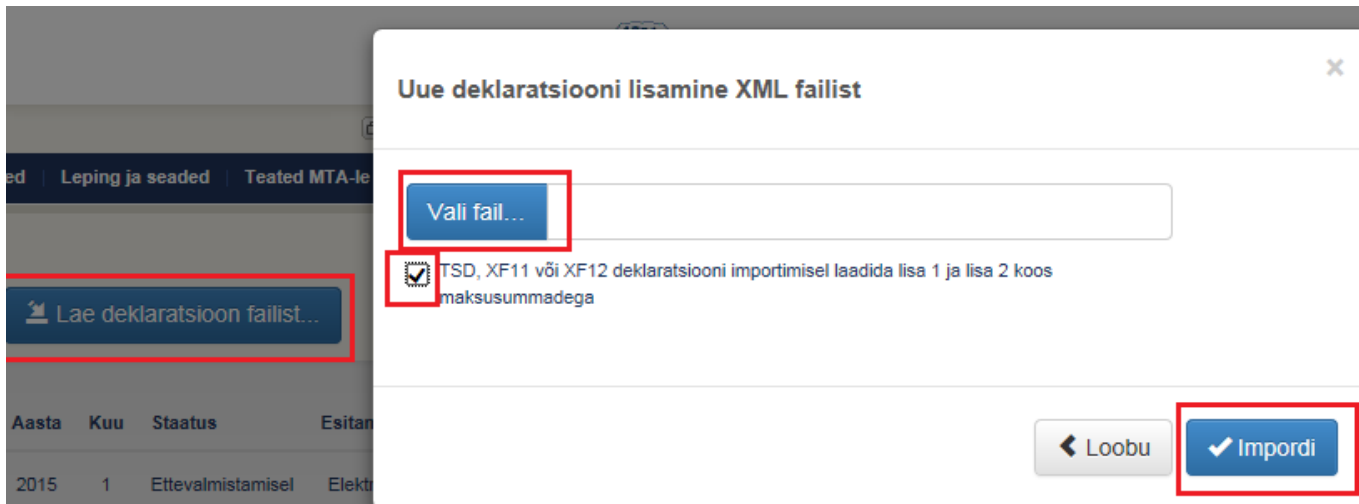 Uue deklaratsiooni lisamine XML failist
×
ed | Leping ja seaded | Teated MTA-le
Vali fail...
TSD, XF11 või XF12 deklaratsiooni importimisel laadida lisa 1 ja lisa 2 koos
maksusummadega
Lae deklaratsioon failist...
Aasta Kuu Staatus Esitan
Loobu Impordi
2015 1 Ettevalmistamisel Elektr